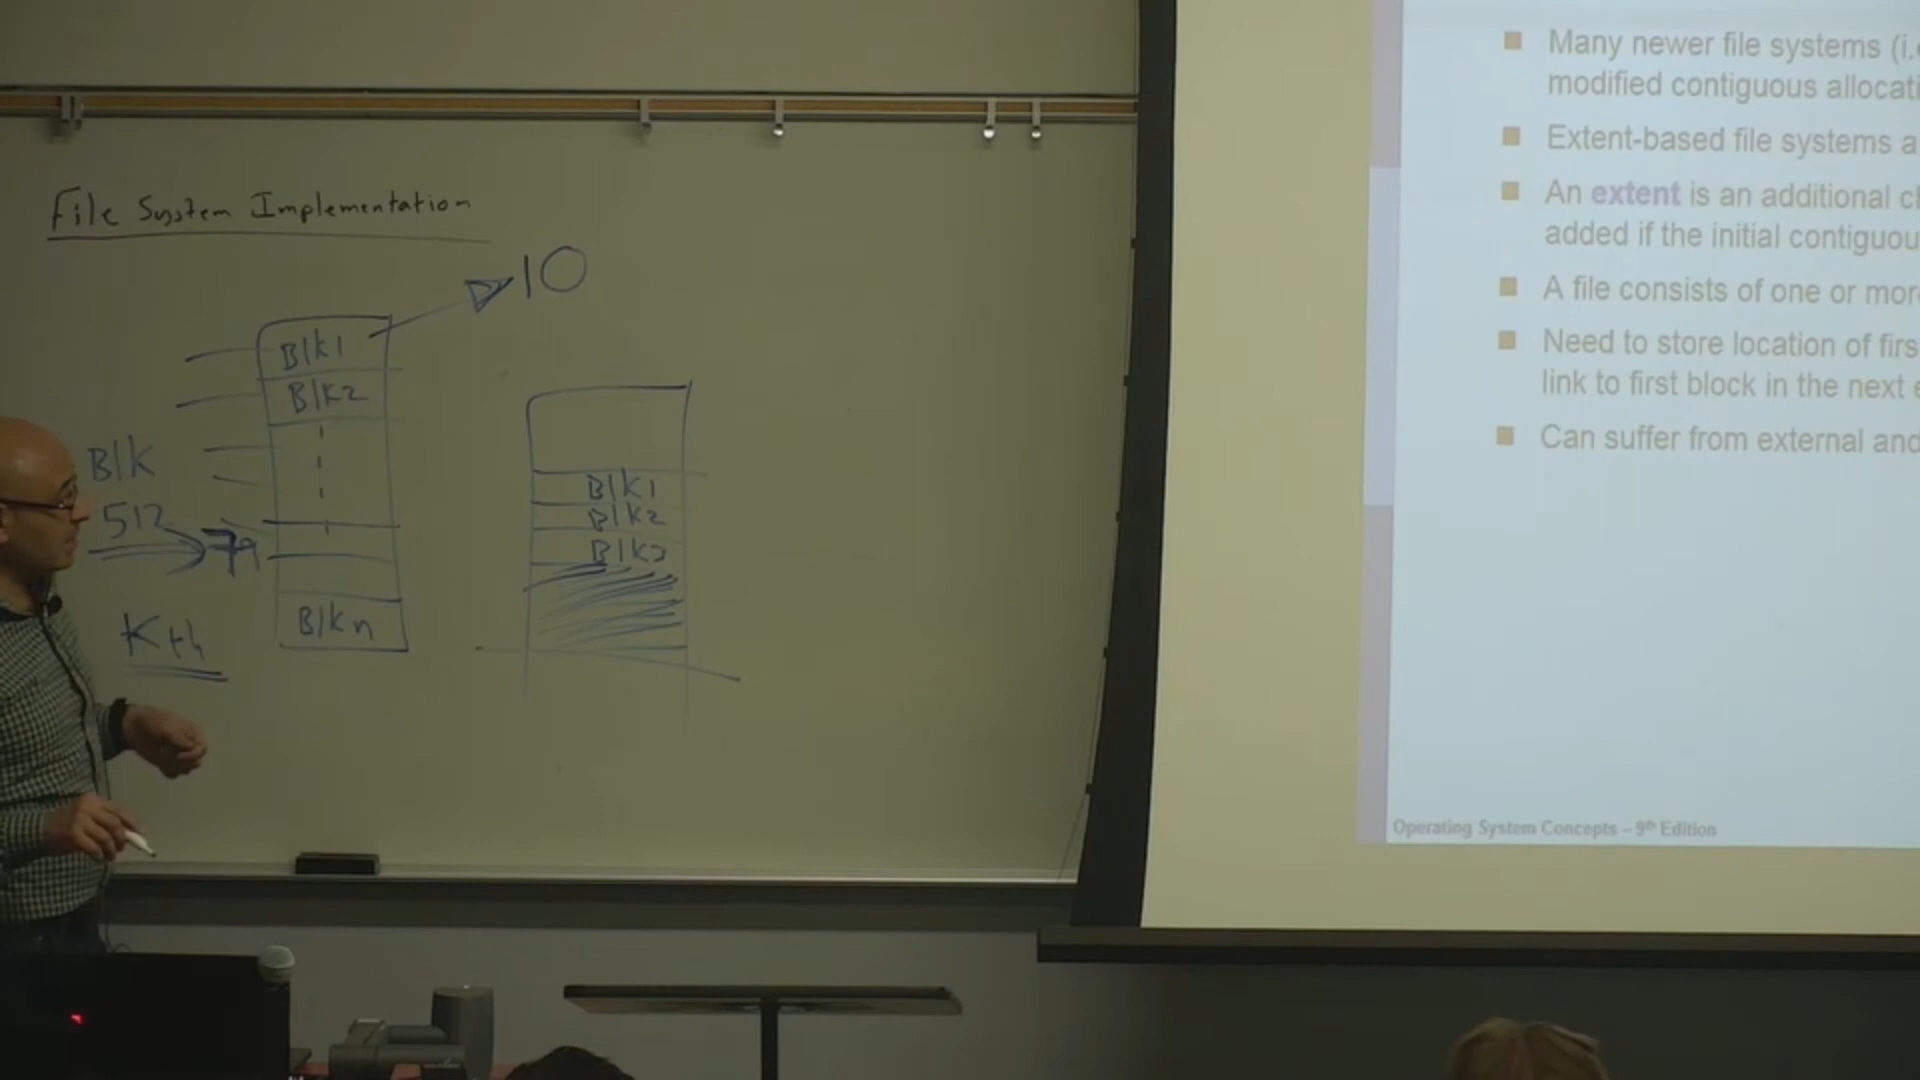 File System Implementation
10
Blk1
Blk2
Blk
512
79
Kth
Blkn
Blk1
Blk2
Blk3
Many newer file systems (i.e
modified contiguous allocati
Extent-based file systems a
An extent is an additional c
added if the initial contiguou
A file consists of one or mor
Need to store location of firs
link to first block in the next e
Can suffer from external and
Operating System Concepts – 9th Edition